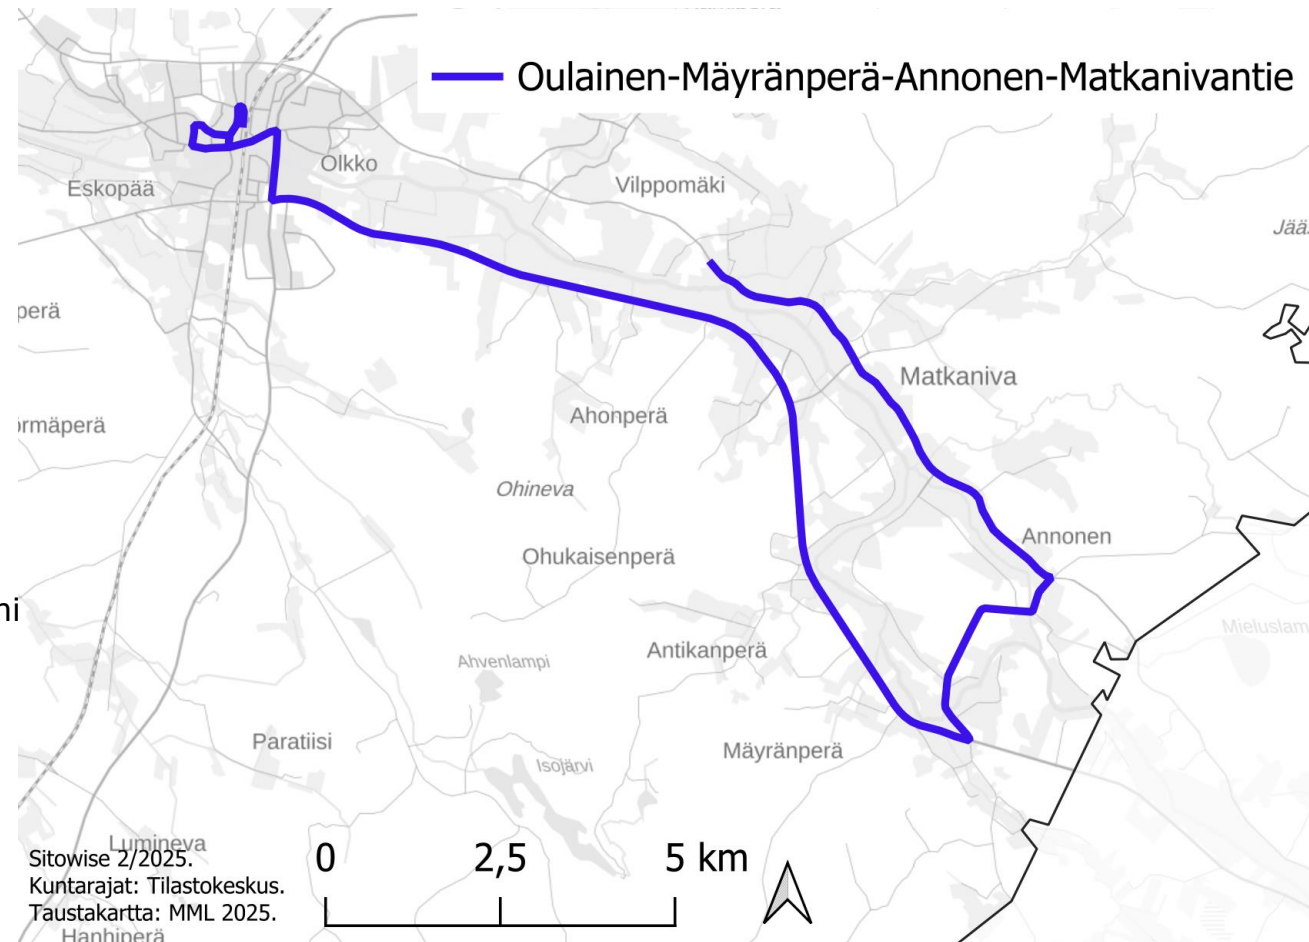 Oulainen-Mäyränperä-Annonen-Matkanivantie
Olkko
Eskopää
Vilppomäki
perä
Matkaniva
Ahonperä
Ohineva
Annonen
Ohukaisenperä
Antikanperä
Ahvenlampi
Paratiisi
Mäyränperä
Isojärvi
Lumineva
Sitowise 2/2025.
Kuntarajat: Tilastokeskus.
Taustakartta: MML 2025.
0 2,5 5 km
Hanhiperä